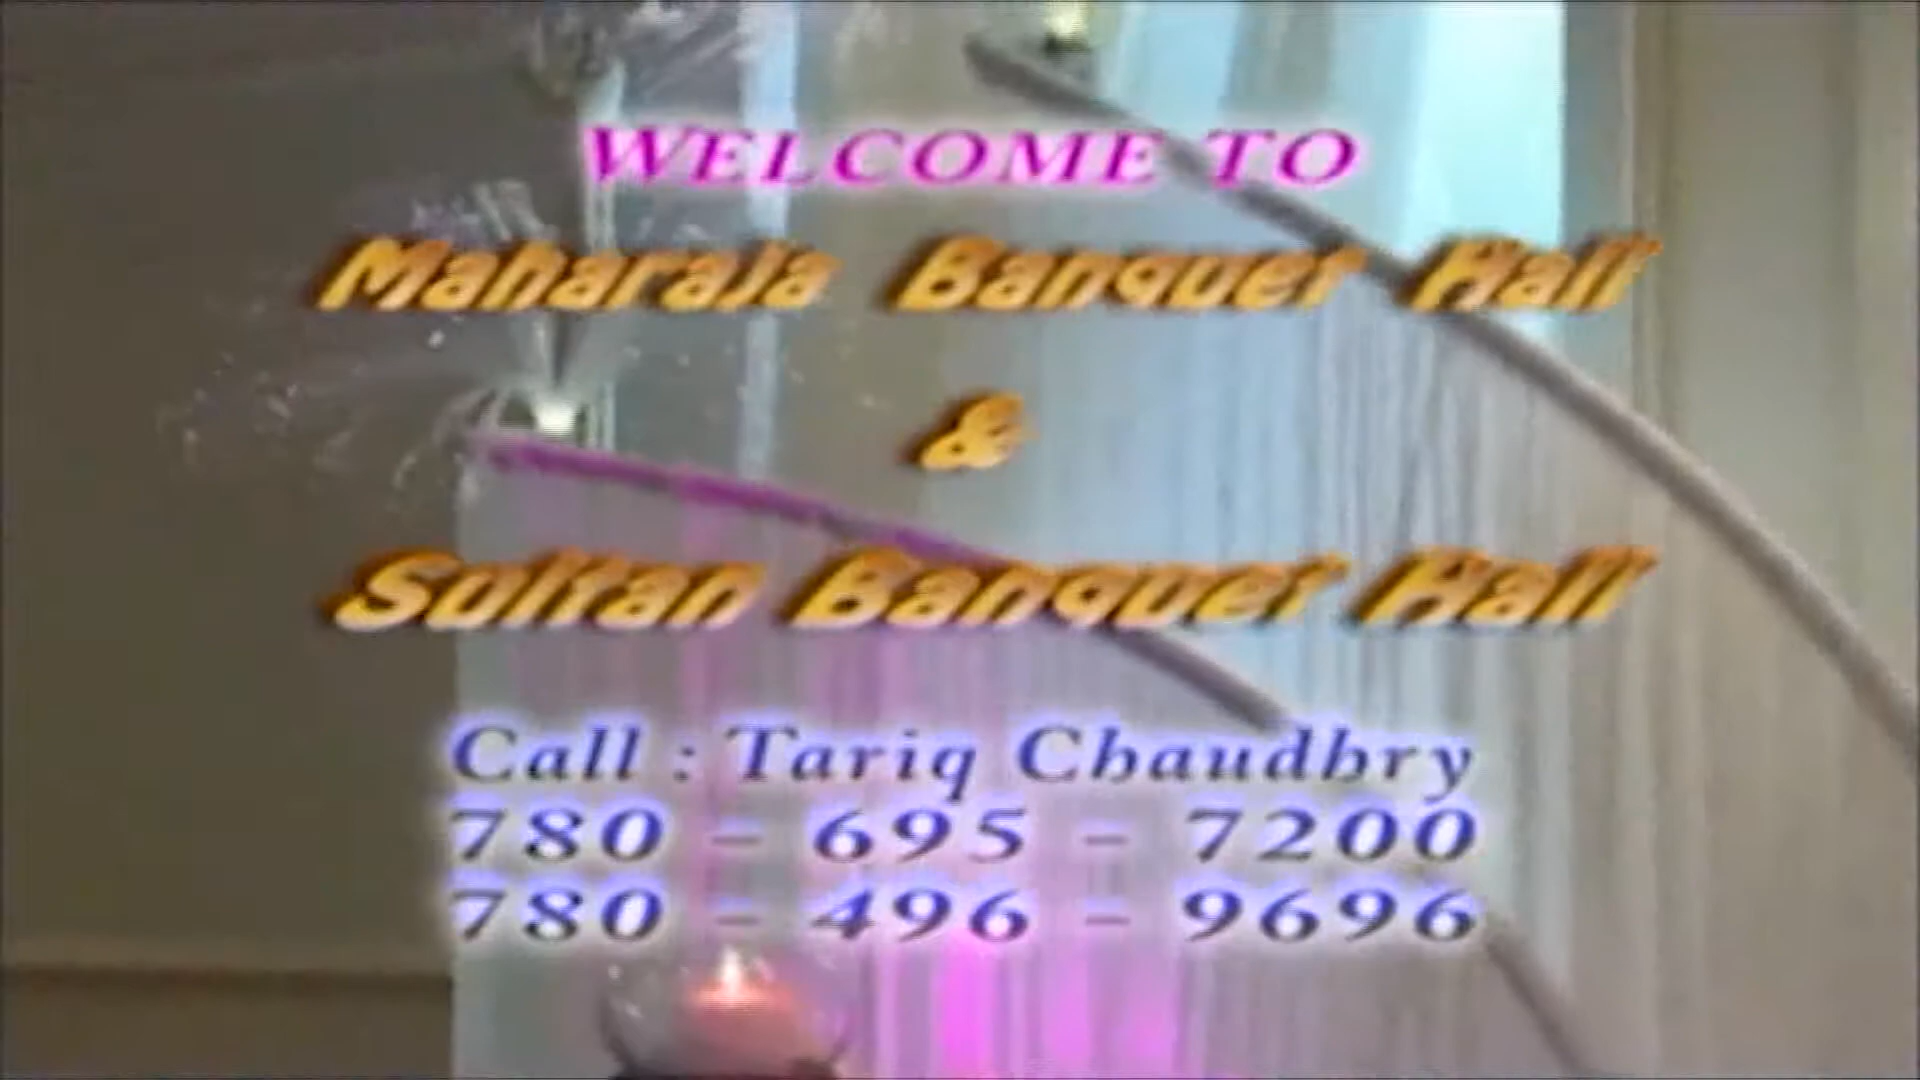 WELCOME TO
Maharaja Banquet Hall
&
Sultan Banquet Hall
Call : Tariq Chaudhry
780 - 695 - 7200
780 - 496 - 9696